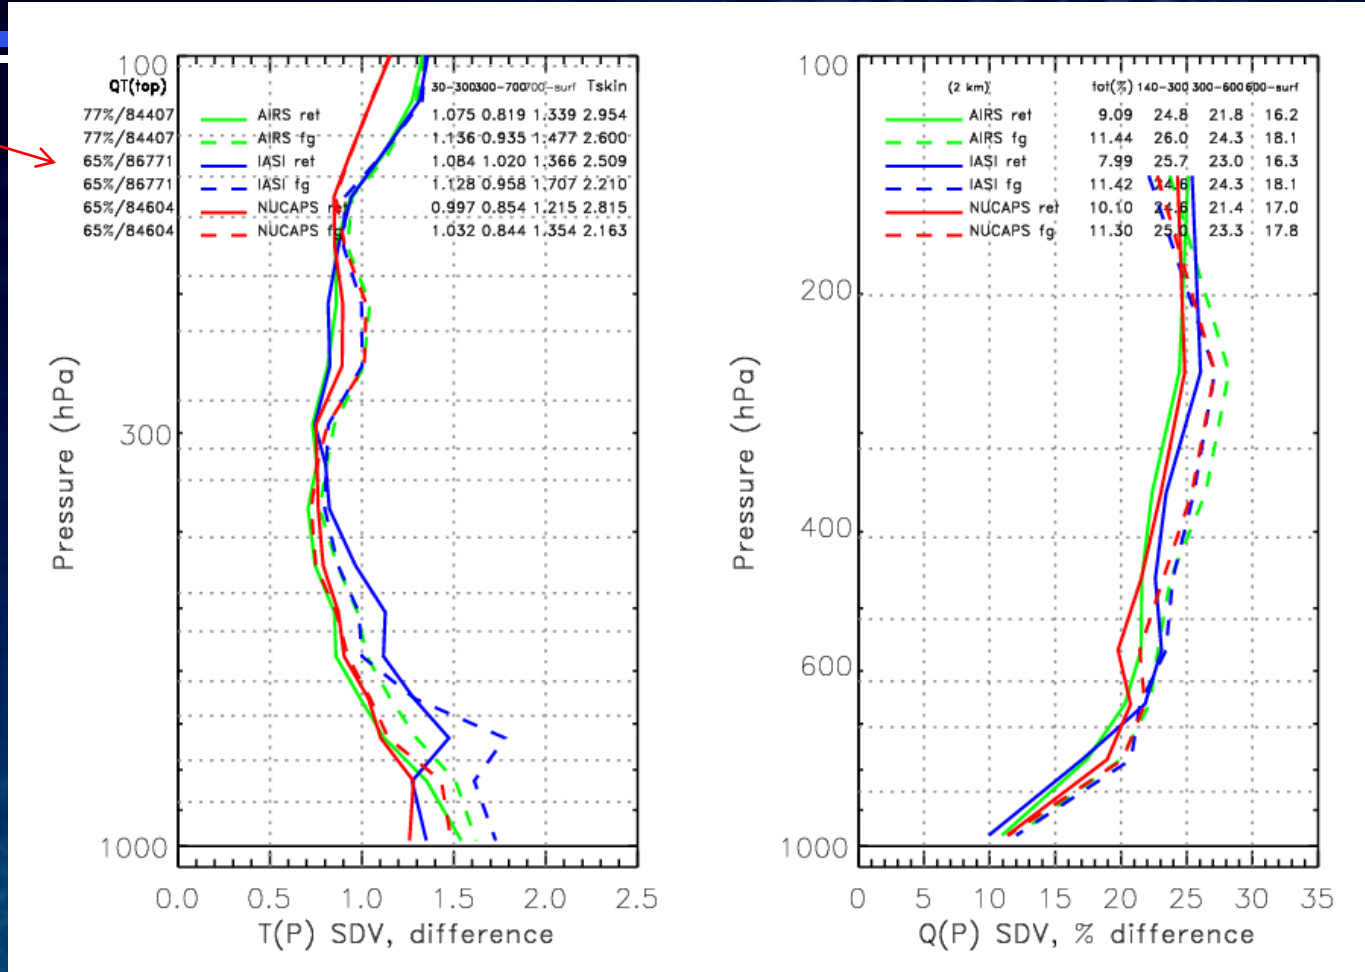 100
QT(top) 30-300 300-700 700-surf Tskin
77%/84407 AIRS ret 1.075 0.819 1.339 2.954
77%/84407 AIRS fg 1.136 0.935 1.477 2.600
65%/86771 IASI ret 1.084 1.020 1.366 2.509
65%/86771 IASI fg 1.128 0.958 1.707 2.210
65%/84604 NUCAPS ret 0.997 0.854 1.215 2.815
65%/84604 NUCAPS fg 1.032 0.844 1.354 2.163
300
1000
Pressure (hPa)
0.0 0.5 1.0 1.5 2.0 2.5
T(P) SDV, difference
100
(2 km) tot(%) 140-300 300-600 600-surf
AIRS ret 9.09 24.8 21.8 16.2
AIRS fg 11.44 26.0 24.3 18.1
IASI ret 7.99 25.7 23.0 16.3
IASI fg 11.42 24.6 24.3 18.1
NUCAPS ret 10.10 24.6 21.4 17.0
NUCAPS fg 11.30 25.0 23.3 17.8
200
400
600
1000
Pressure (hPa)
0 5 10 15 20 25 30 35
Q(P) SDV, % difference